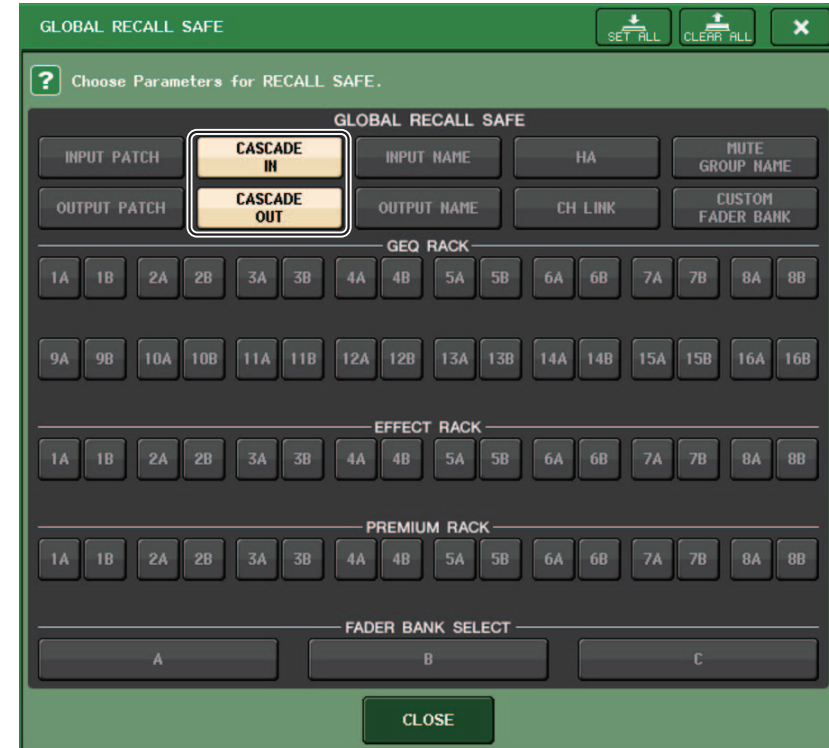 GLOBAL RECALL SAFE
SET ALL
CLEAR ALL
?
Choose Parameters for RECALL SAFE.
GLOBAL RECALL SAFE
INPUT PATCH
CASCADE
IN
INPUT NAME
HA
MUTE
GROUP NAME
OUTPUT PATCH
CASCADE
OUT
OUTPUT NAME
CH LINK
CUSTOM
FADER BANK
GEQ RACK
1A 1B 2A 2B 3A 3B 4A 4B 5A 5B 6A 6B 7A 7B 8A 8B
9A 9B 10A 10B 11A 11B 12A 12B 13A 13B 14A 14B 15A 15B 16A 16B
EFFECT RACK
1A 1B 2A 2B 3A 3B 4A 4B 5A 5B 6A 6B 7A 7B 8A 8B
PREMIUM RACK
1A 1B 2A 2B 3A 3B 4A 4B 5A 5B 6A 6B 7A 7B 8A 8B
FADER BANK SELECT
A B C
CLOSE